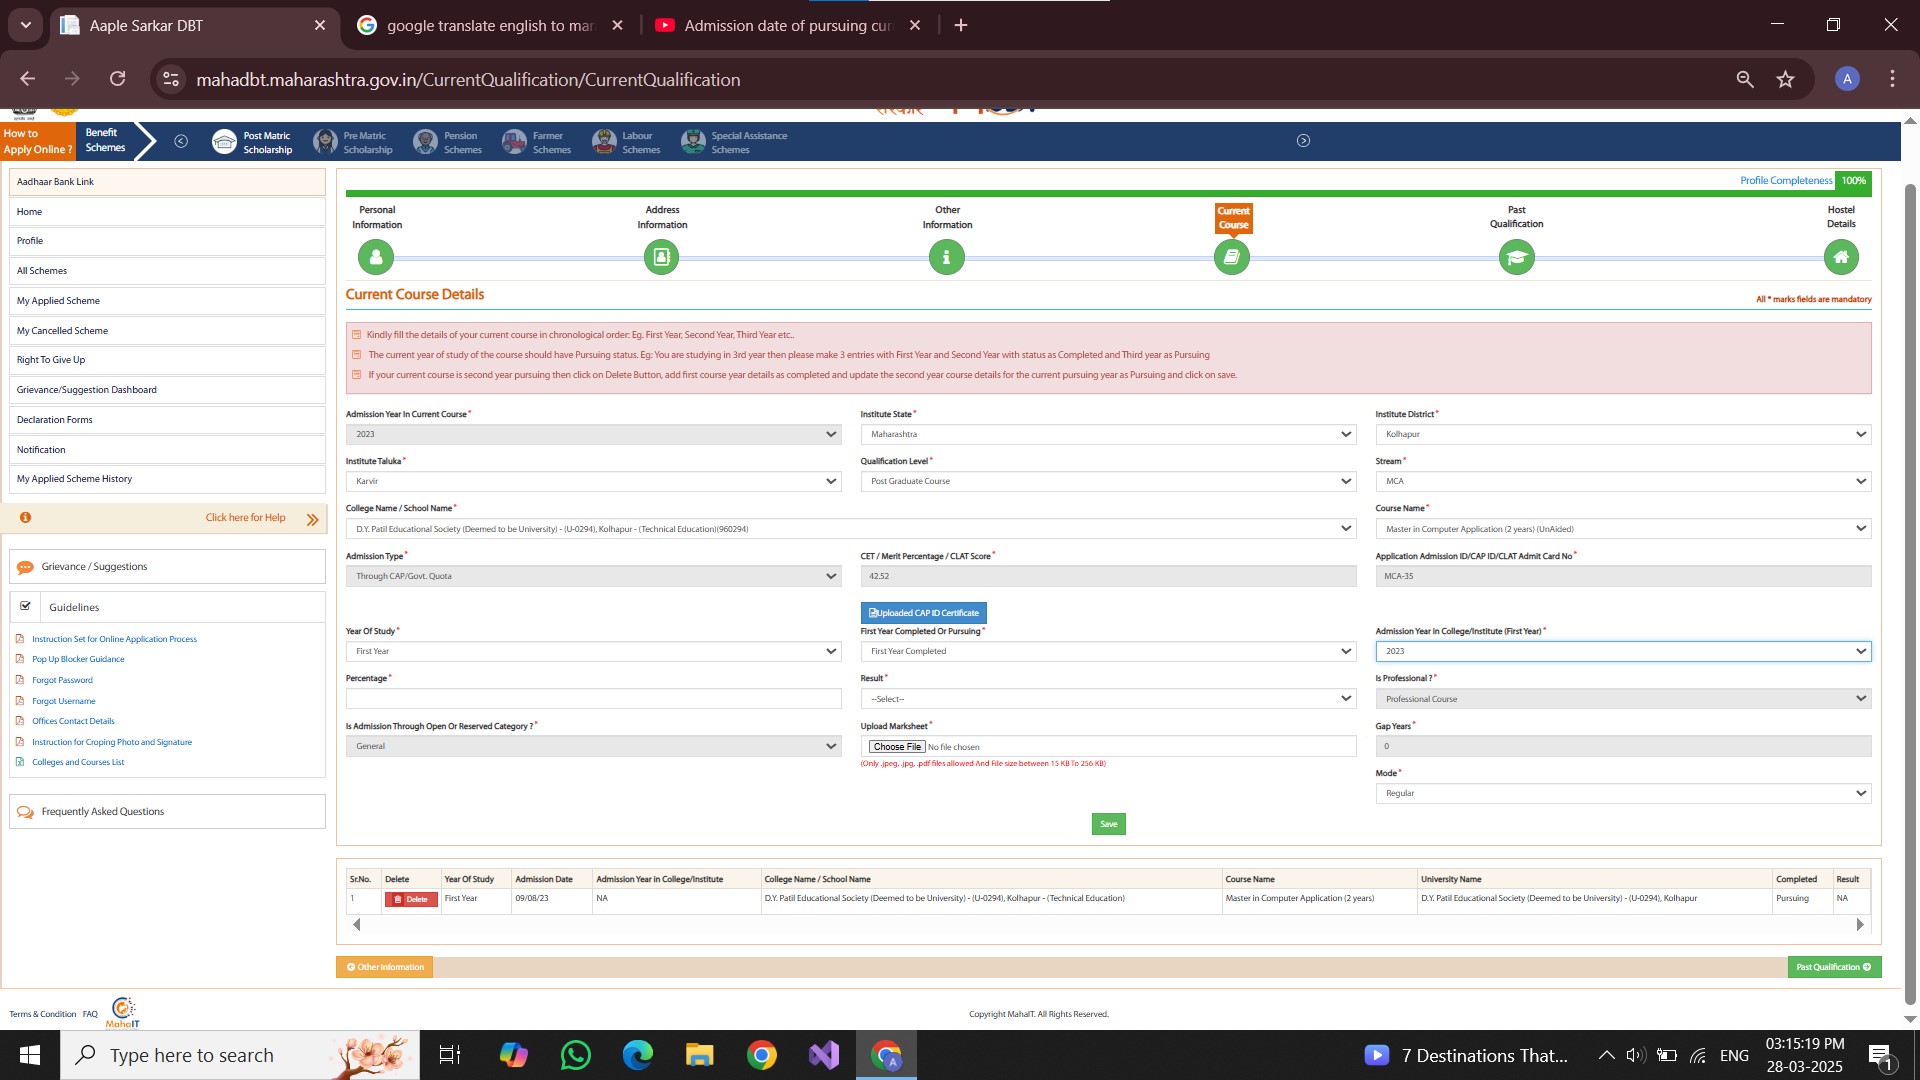 Aaple Sarkar DBT
google translate english to mar
Admission date of pursuing cur
mahadbt.maharashtra.gov.in/CurrentQualification/CurrentQualification
A
How to
Apply Online ?
Benefit
Schemes
Post Matric
Scholarship
Pre Matric
Scholarship
Pension
Schemes
Farmer
Schemes
Labour
Schemes
Special Assistance
Schemes
Aadhaar Bank Link
Home
Profile
All Schemes
My Applied Scheme
My Cancelled Scheme
Right To Give Up
Grievance/Suggestion Dashboard
Declaration Forms
Notification
My Applied Scheme History
Click here for Help
Grievance / Suggestions
Guidelines
Instruction Set for Online Application Process
Pop Up Blocker Guidance
Forgot Password
Forgot Username
Offices Contact Details
Instruction for Croping Photo and Signature
Colleges and Courses List
Frequently Asked Questions
Profile Completeness 100%
Personal
Information
Address
Information
Other
Information
Current
Course
Past
Qualification
Hostel
Details
Current Course Details
All * marks fields are mandatory
Kindly fill the details of your current course in chronological order: Eg. First Year, Second Year, Third Year etc..
The current year of study of the course should have Pursuing status. Eg: You are studying in 3rd year then please make 3 entries with First Year and Second Year with status as Completed and Third year as Pursuing
If your current course is second year pursuing then click on Delete Button, add first course year details as completed and update the second year course details for the current pursuing year as Pursuing and click on save.
Admission Year In Current Course * Institute State * Institute District *
2023 Maharashtra Kolhapur
Institute Taluka * Qualification Level * Stream *
Karvir Post Graduate Course MCA
College Name / School Name * Course Name *
D.Y. Patil Educational Society (Deemed to be University) - (U-0294), Kolhapur - (Technical Education)(960294) Master in Computer Application (2 years) (UnAided)
Admission Type * CET / Merit Percentage / CLAT Score * Application Admission ID/CAP ID/CLAT Admit Card No *
Through CAP/Govt. Quota 42.52 MCA-35
Uploaded CAP ID Certificate
Year Of Study * First Year Completed Or Pursuing * Admission Year in College/Institute (First Year) *
First Year First Year Completed 2023
Percentage * Result * Is Professional ? *
--Select-- Professional Course
Is Admission Through Open Or Reserved Category ? * Upload Marksheet * Gap Years *
General Choose File No file chosen 0
(Only .jpeg, .jpg, .pdf files allowed And File size between 15 KB To 256 KB)
Mode *
Regular
Save
Sr.No. Delete Year Of Study Admission Date Admission Year in College/Institute College Name / School Name Course Name University Name Completed Result
1 Delete First Year 09/08/23 NA D.Y. Patil Educational Society (Deemed to be University) - (U-0294), Kolhapur - (Technical Education) Master in Computer Application (2 years) D.Y. Patil Educational Society (Deemed to be University) - (U-0294), Kolhapur Pursuing NA
Other Information
Past Qualification
Terms & Condition FAQ
MahaIT
Copyright MahaIT. All Rights Reserved.
Type here to search
7 Destinations That...
ENG
03:15:19 PM
28-03-2025
1